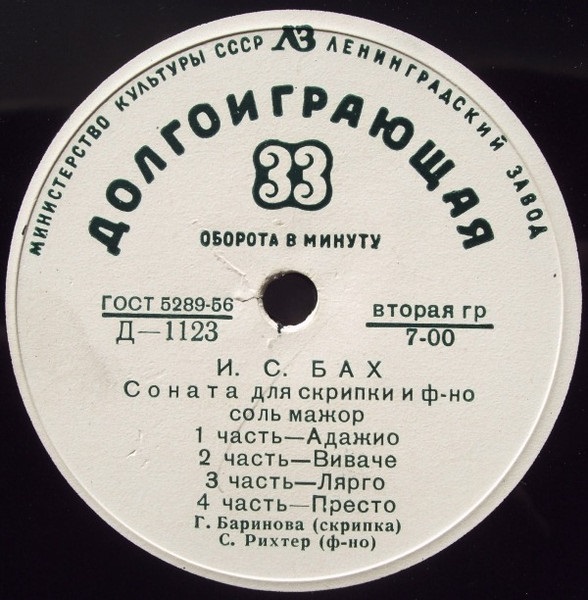 МИНИСТЕРСТВО КУЛЬТУРЫ СССР ЛЗ ЛЕНИНГРАДСКИЙ ЗАВОД
ДОЛГОИГРАЮЩАЯ
33
ОБОРОТА В МИНУТУ
ГОСТ 5289-56
Д—1123
вторая гр
7-00
И. С. БАХ
Соната для скрипки и ф-но
соль мажор
1 часть—Адажио
2 часть—Виваче
3 часть—Лярго
4 часть—Престо
Г. Баринова (скрипка)
С. Рихтер (ф-но)